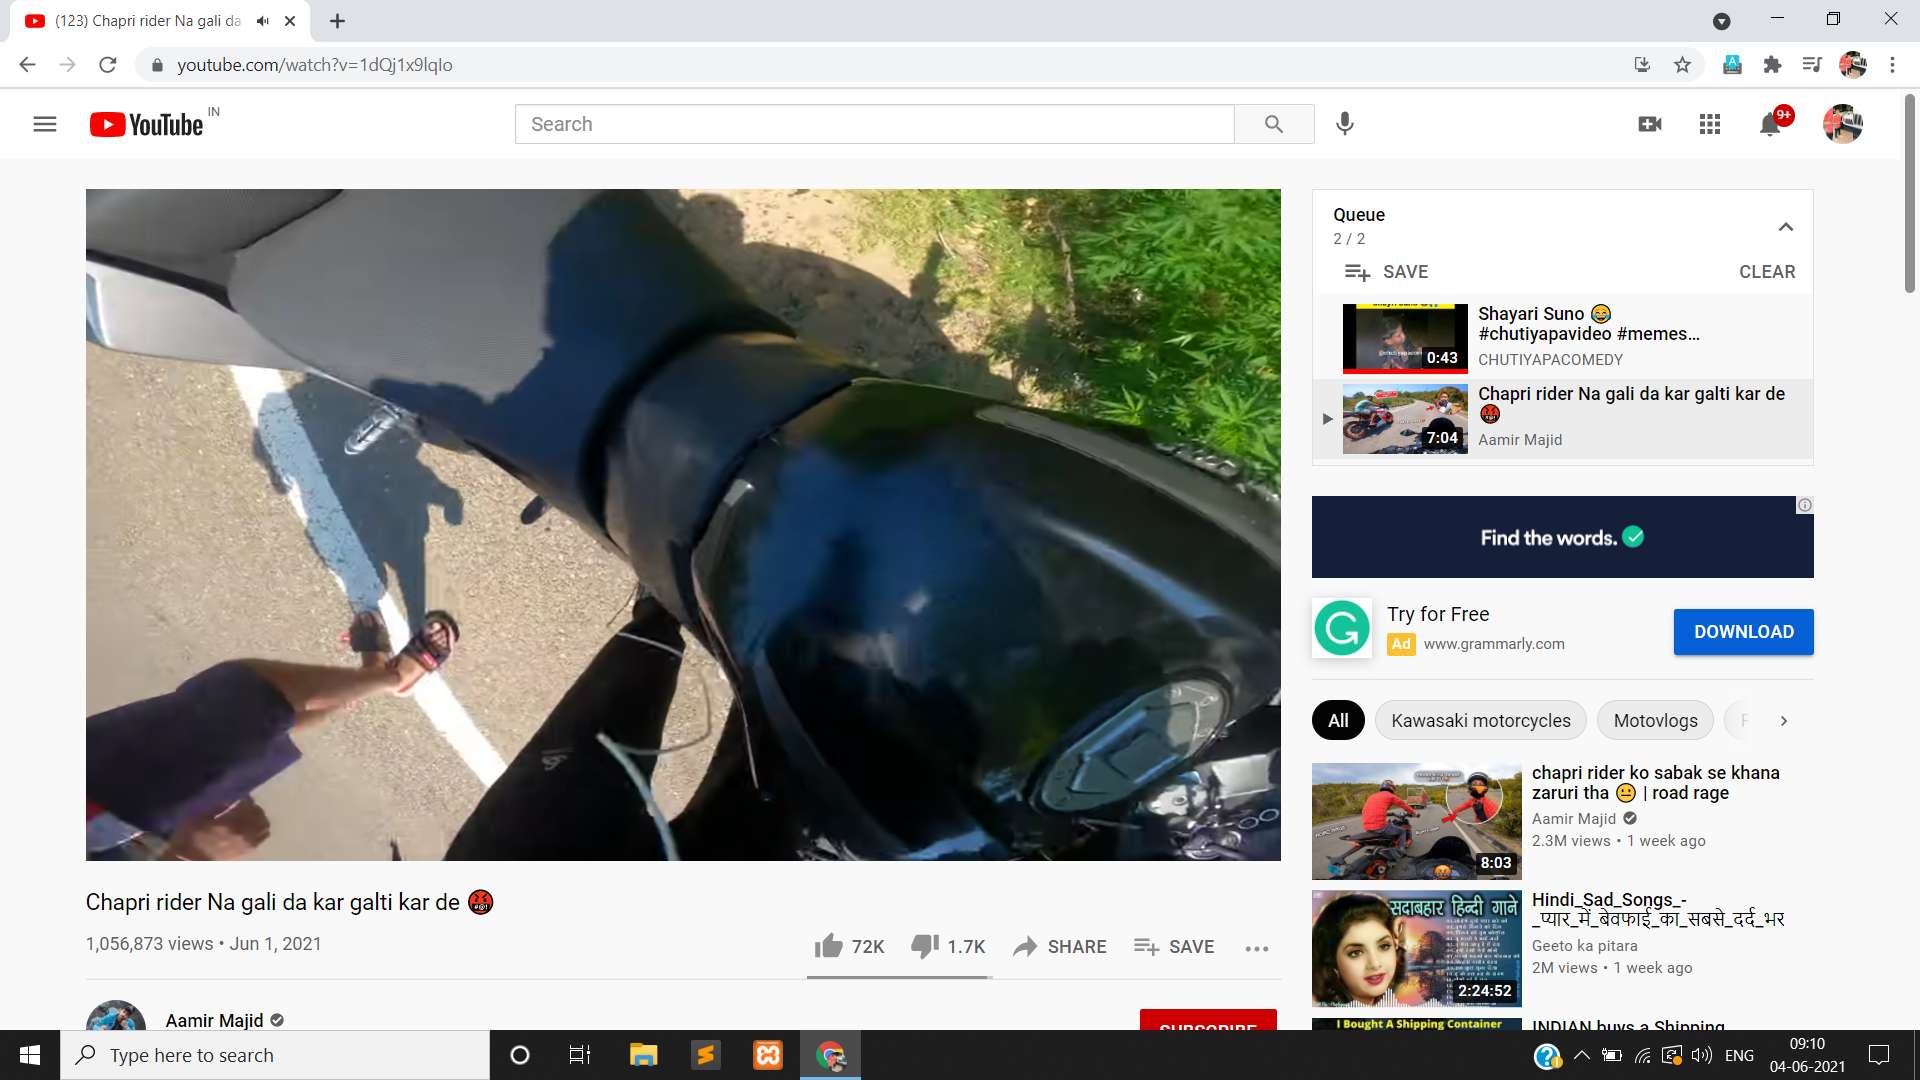 (123) Chapri rider Na gali da
youtube.com/watch?v=1dQj1x9lqIo
YouTube IN
Search
9+
Queue
2 / 2
SAVE
CLEAR
0:43
Shayari Suno 😂
#chutiyapavideo #memes...
CHUTIYAPACOMEDY
7:04
Chapri rider Na gali da kar galti kar de
🤬
Aamir Majid
Find the words.
Try for Free
Ad www.grammarly.com
DOWNLOAD
All
Kawasaki motorcycles
Motovlogs
8:03
chapri rider ko sabak se khana
zaruri tha 😐 | road rage
Aamir Majid
2.3M views • 1 week ago
सदाबहार हिन्दी गाने
2:24:52
Hindi_Sad_Songs_-
_प्यार_में_बेवफाई_का_सबसे_दर्द_भर
Geeto ka pitara
2M views • 1 week ago
I Bought A Shipping Container
INDIAN buys a Shipping
Chapri rider Na gali da kar galti kar de 🤬
1,056,873 views • Jun 1, 2021
72K
1.7K
SHARE
SAVE
Aamir Majid
SUBSCRIBE
Type here to search
ENG
09:10
04-06-2021